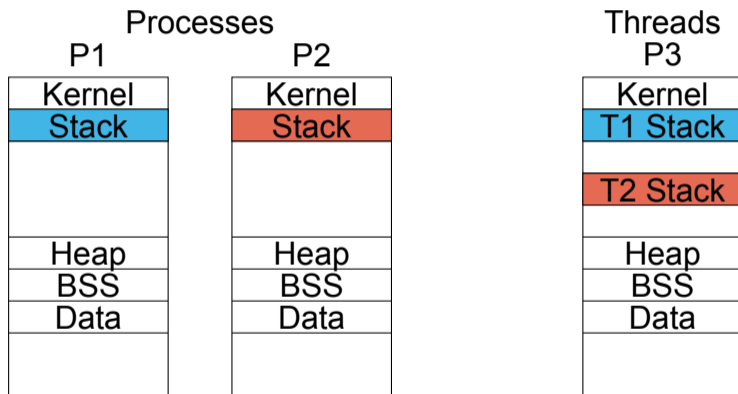 Processes
Threads
P1
P2
P3
Kernel
Kernel
Kernel
Stack
Stack
T1 Stack
T2 Stack
Heap
Heap
Heap
BSS
BSS
BSS
Data
Data
Data